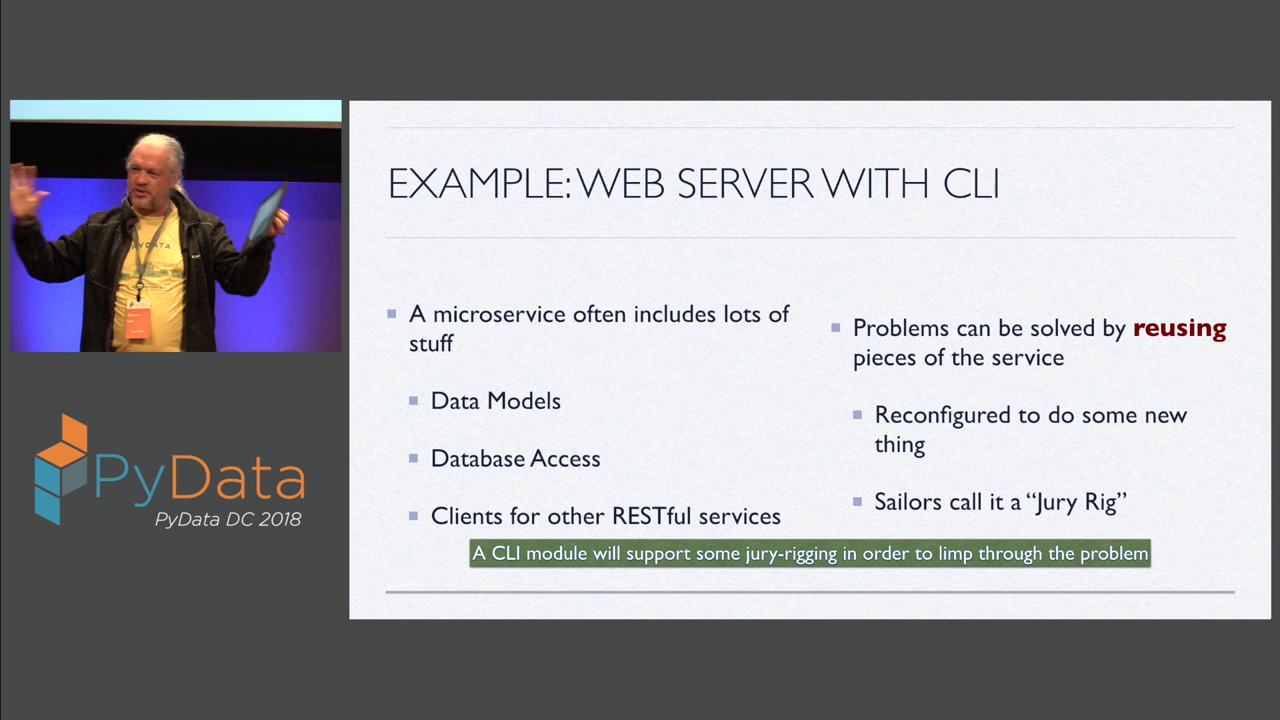 EXAMPLE: WEB SERVER WITH CLI
A microservice often includes lots of
stuff
Data Models
Database Access
Clients for other RESTful services
Problems can be solved by reusing
pieces of the service
Reconfigured to do some new
thing
Sailors call it a “Jury Rig”
A CLI module will support some jury-rigging in order to limp through the problem
PYDATA
PyData
PyData DC 2018